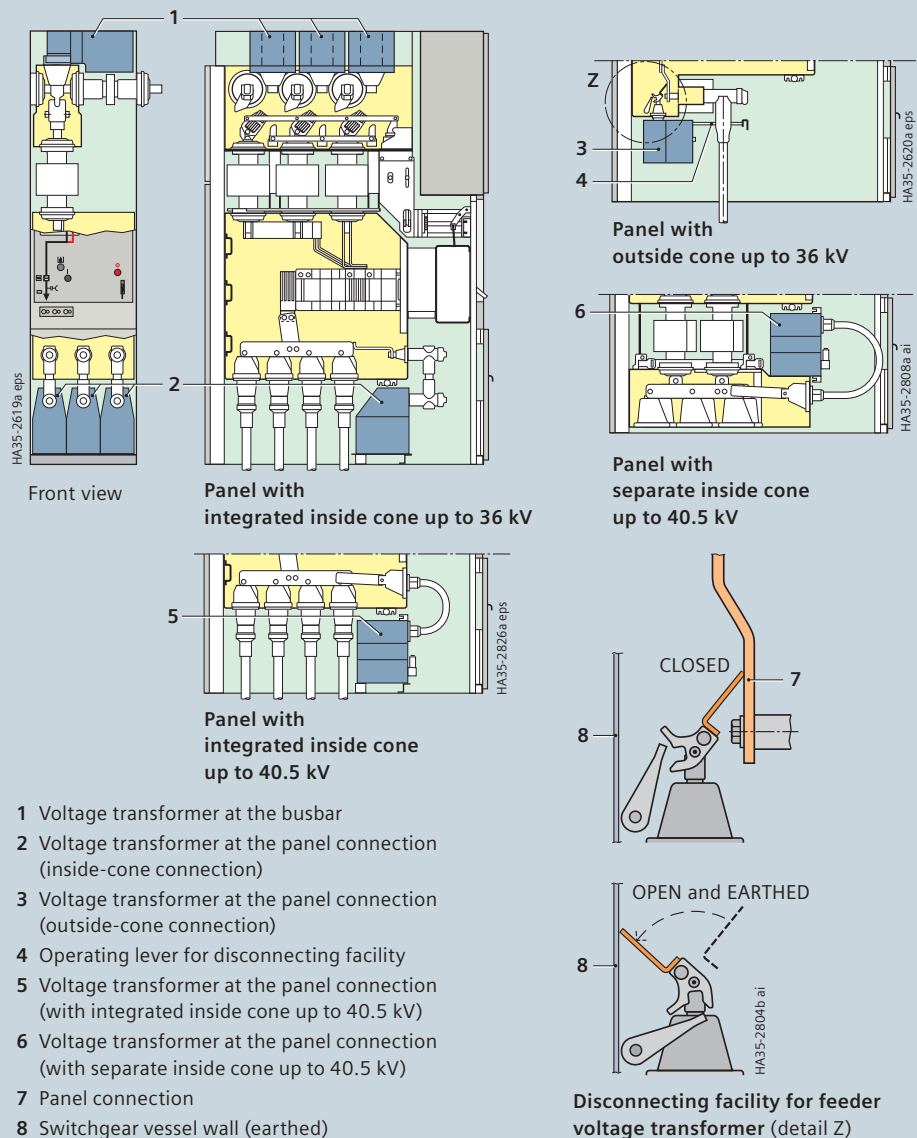 1
2
HA35-2619a eps
Front view
Panel with
integrated inside cone up to 36 kV
Z
3
4
HA35-2620a eps
Panel with
outside cone up to 36 kV
6
HA35-2808a ai
Panel with
separate inside cone
up to 40.5 kV
5
HA35-2826a eps
Panel with
integrated inside cone
up to 40.5 kV
CLOSED
7
8
OPEN and EARTHED
8
HA35-2804b ai
Disconnecting facility for feeder
voltage transformer (detail Z)
1 Voltage transformer at the busbar
2 Voltage transformer at the panel connection
(inside-cone connection)
3 Voltage transformer at the panel connection
(outside-cone connection)
4 Operating lever for disconnecting facility
5 Voltage transformer at the panel connection
(with integrated inside cone up to 40.5 kV)
6 Voltage transformer at the panel connection
(with separate inside cone up to 40.5 kV)
7 Panel connection
8 Switchgear vessel wall (earthed)